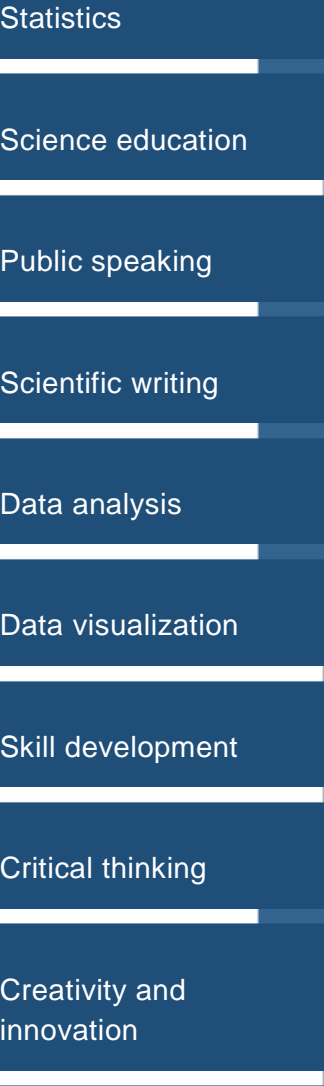 Statistics
Science education
Public speaking
Scientific writing
Data analysis
Data visualization
Skill development
Critical thinking
Creativity and
innovation